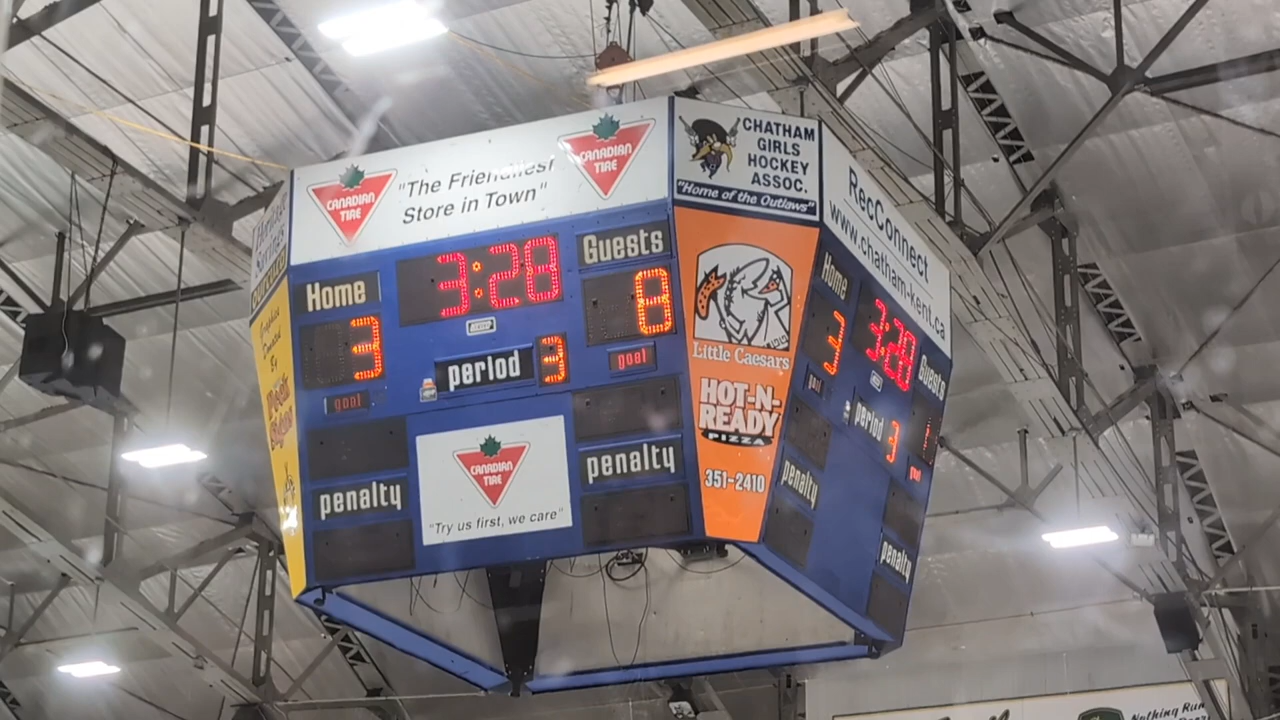 CANADIAN
TIRE
"The Friendliest
Store in Town"
CANADIAN
TIRE
Home
3:28
Guests
3
8
goal
period 3
goal
penalty
penalty
CANADIAN
TIRE
"Try us first, we care"
CHATHAM
GIRLS
HOCKEY
ASSOC.
"Home of the Outlaws"
Little Caesars
HOT-N-
READY
PIZZA
351-2410
RecConnect
www.chatham-kent.ca
Home
3:28
Guests
3
goal
period 3
goal
penalty
penalty
Nothing Run